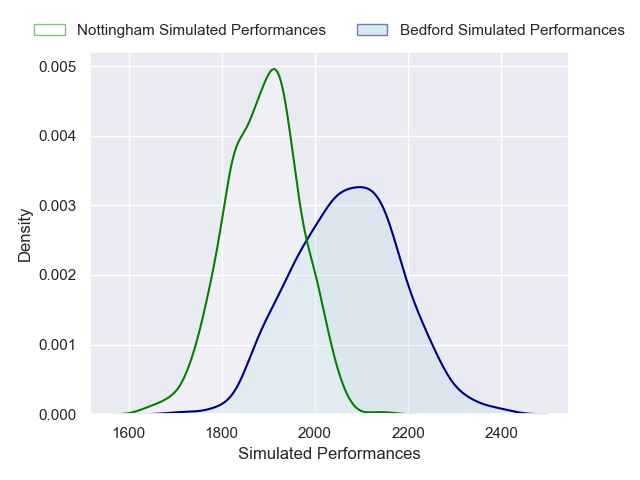 Nottingham Simulated Performances Bedford Simulated Performances
0.005
0.004
0.003
0.002
0.001
0.000
Density
1600 1800 2000 2200 2400
Simulated Performances